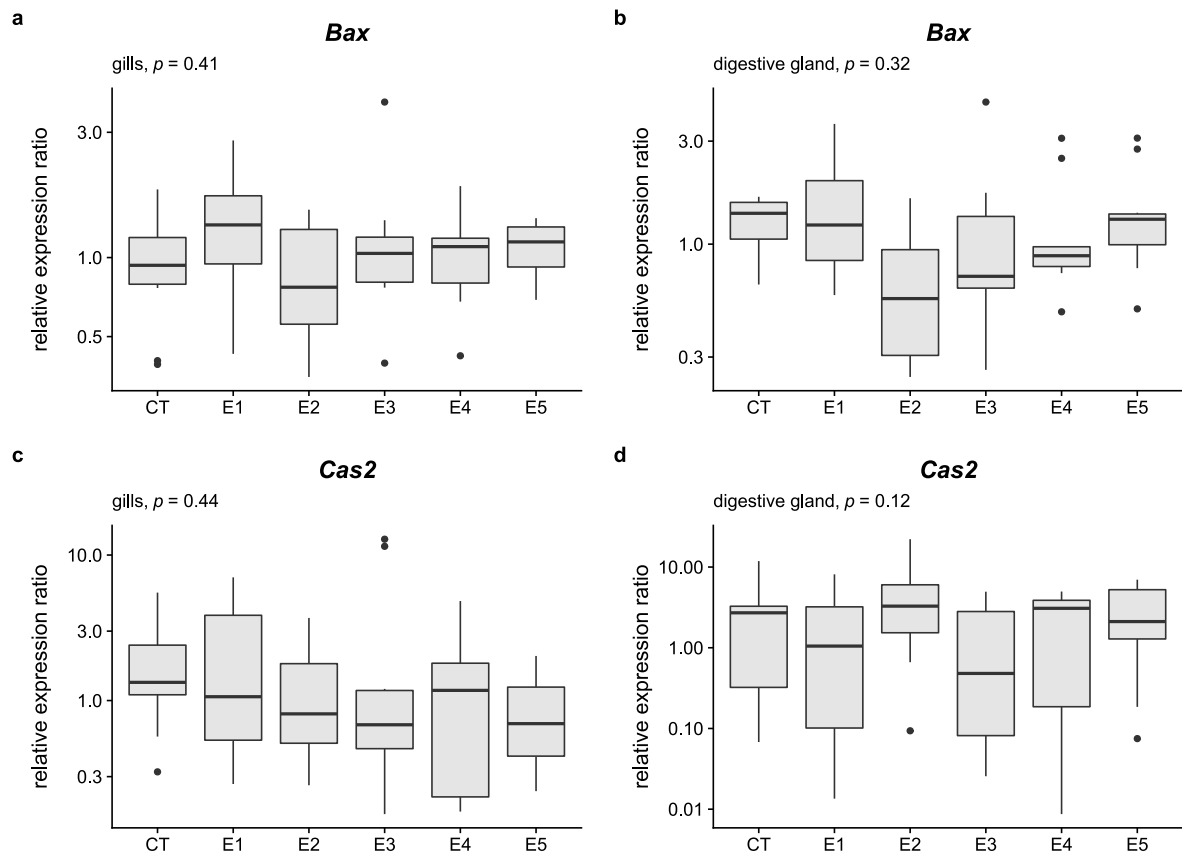 a
Bax
gills, p = 0.41
relative expression ratio
3.0
1.0
0.5
CT E1 E2 E3 E4 E5
b
Bax
digestive gland, p = 0.32
relative expression ratio
3.0
1.0
0.3
CT E1 E2 E3 E4 E5
c
Cas2
gills, p = 0.44
relative expression ratio
10.0
3.0
1.0
0.3
CT E1 E2 E3 E4 E5
d
Cas2
digestive gland, p = 0.12
relative expression ratio
10.00
1.00
0.10
0.01
CT E1 E2 E3 E4 E5